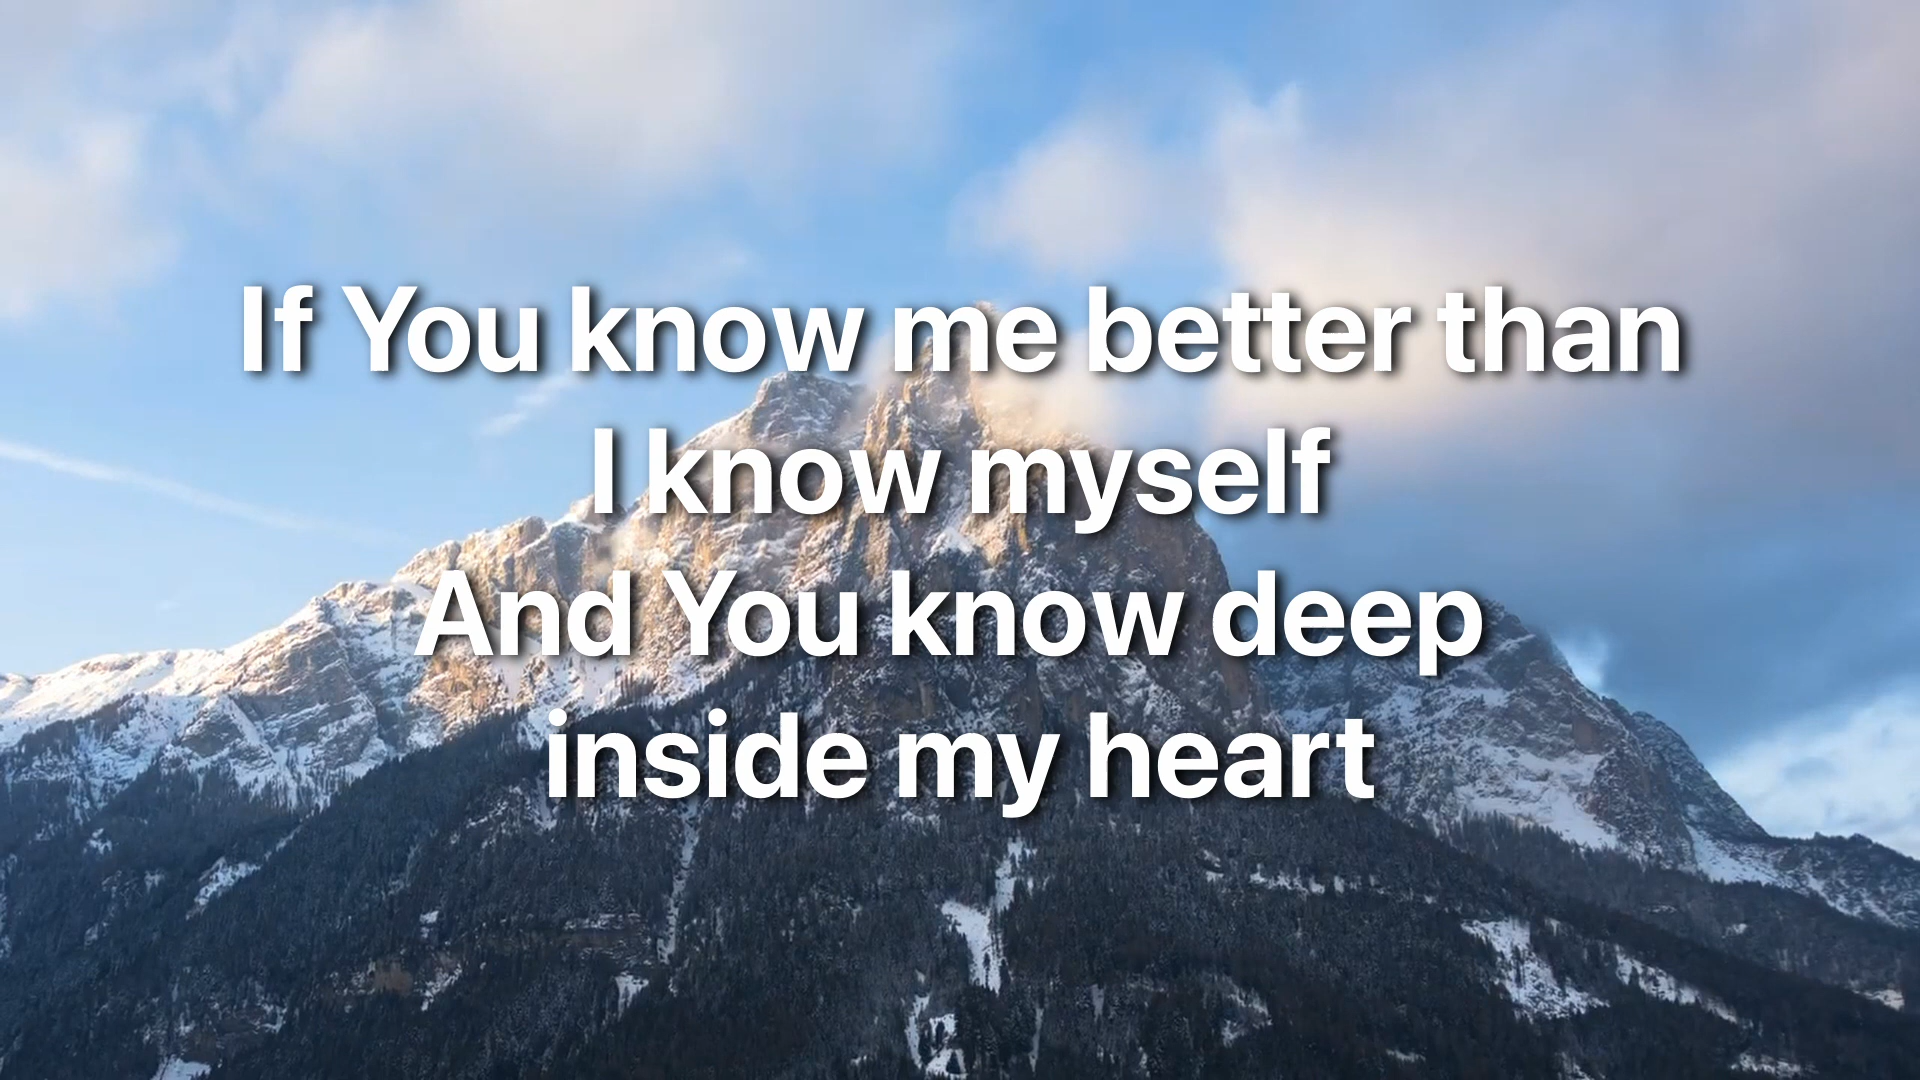 If You know me better than
I know myself
And You know deep
inside my heart